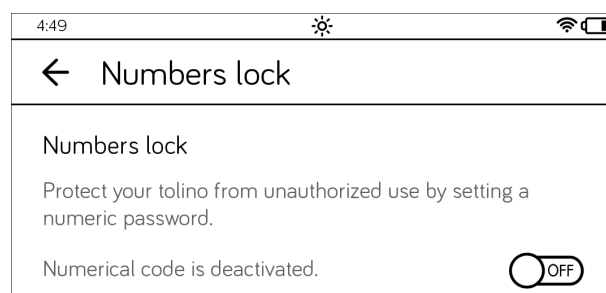 4:49
Numbers lock
Numbers lock
Protect your tolino from unauthorized use by setting a
numeric password.
Numerical code is deactivated.
OFF